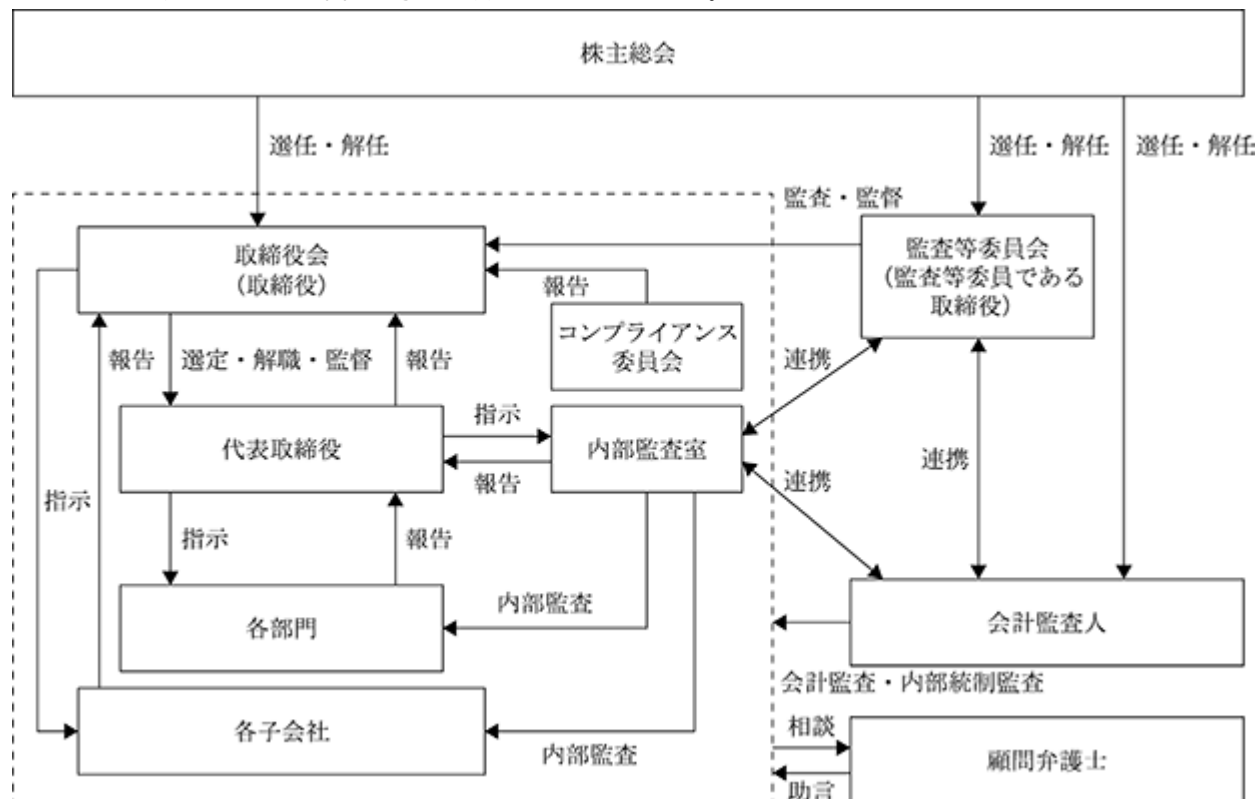 株主総会
選任・解任
選任・解任
選任・解任
監査・監督
取締役会
(取締役)
監査等委員会
(監査等委員である
取締役)
報告
コンプライアンス
委員会
報告
選定・解職・監督
報告
連携
指示
代表取締役
内部監査室
報告
連携
連携
指示
指示
報告
内部監査
各部門
会計監査人
会計監査・内部統制監査
各子会社
内部監査
相談
顧問弁護士
助言